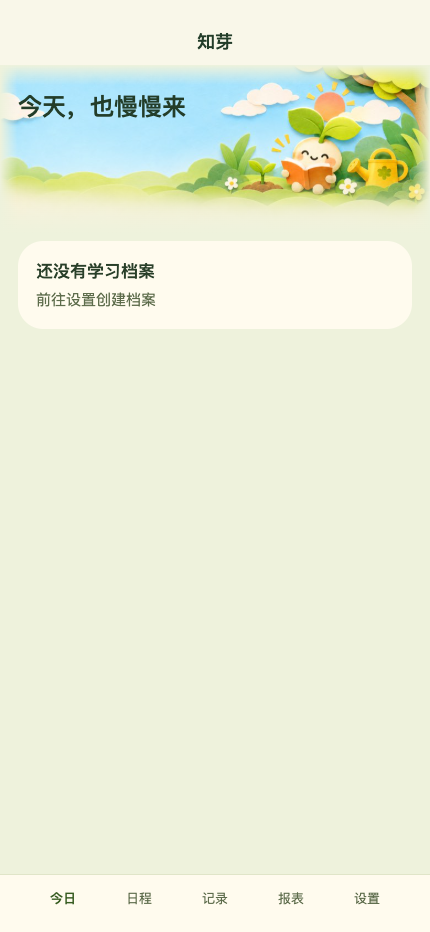 知芽
今天，也慢慢来
还没有学习档案
前往设置创建档案
今日
日程
记录
报表
设置